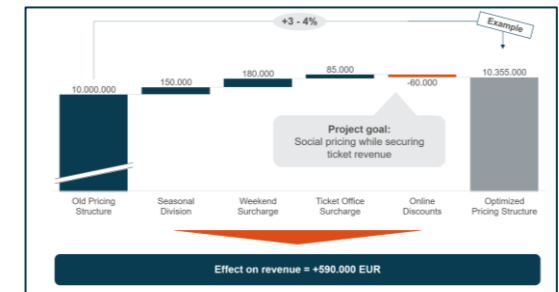 +3 - 4%
Example
10.000.000
150.000
180.000
85.000
-60.000
10.355.000
Project goal:
Social pricing while securing
ticket revenue
Old Pricing
Structure
Seasonal
Division
Weekend
Surcharge
Ticket Office
Surcharge
Online
Discounts
Optimized
Pricing Structure
Effect on revenue = +590.000 EUR